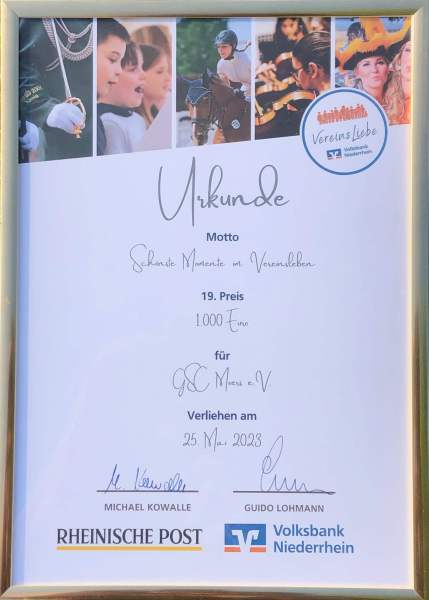 VereinsLiebe
Volksbank
Niederrhein
Urkunde
Motto
Schönste Momente im Vereinsleben
19. Preis
1.000 Euro
für
GSC Moers e.V.
Verliehen am
25. Mai 2023
MICHAEL KOWALLE
GUIDO LOHMANN
RHEINISCHE POST
Volksbank
Niederrhein